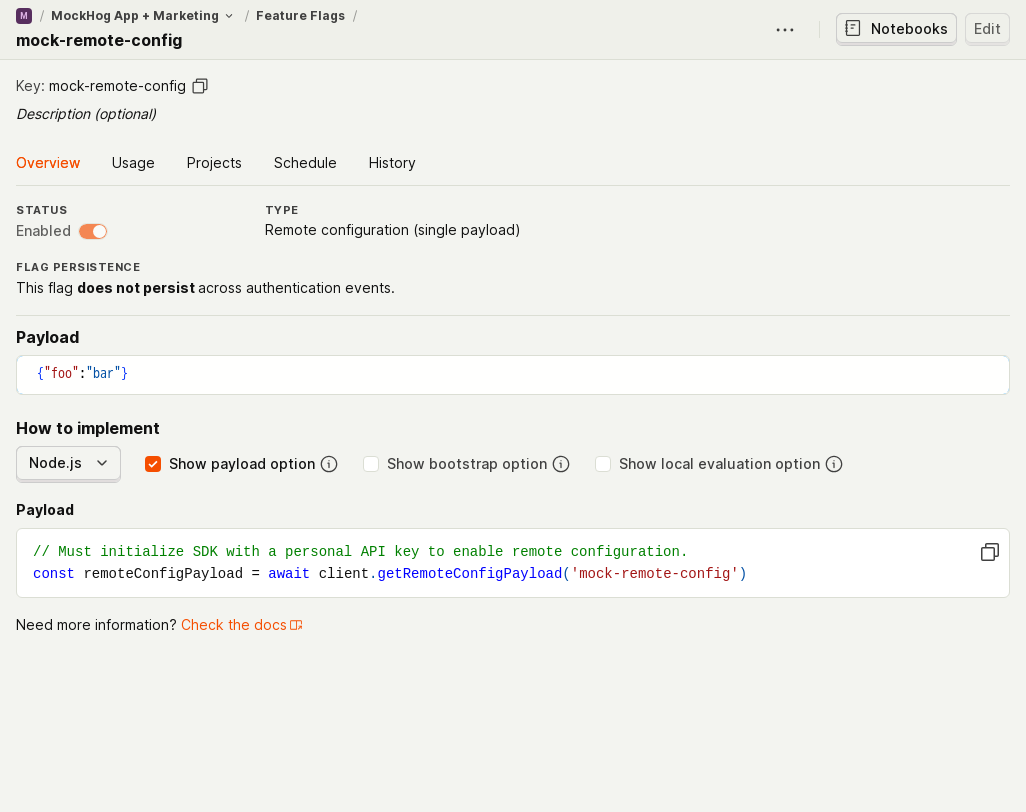 M / MockHog App + Marketing / Feature Flags /
mock-remote-config
Notebooks
Edit
Key: mock-remote-config
Description (optional)
Overview Usage Projects Schedule History
STATUS
Enabled
TYPE
Remote configuration (single payload)
FLAG PERSISTENCE
This flag does not persist across authentication events.
Payload
{"foo":"bar"}
How to implement
Node.js Show payload option Show bootstrap option Show local evaluation option
Payload
// Must initialize SDK with a personal API key to enable remote configuration.
const remoteConfigPayload = await client.getRemoteConfigPayload('mock-remote-config')
Need more information? Check the docs